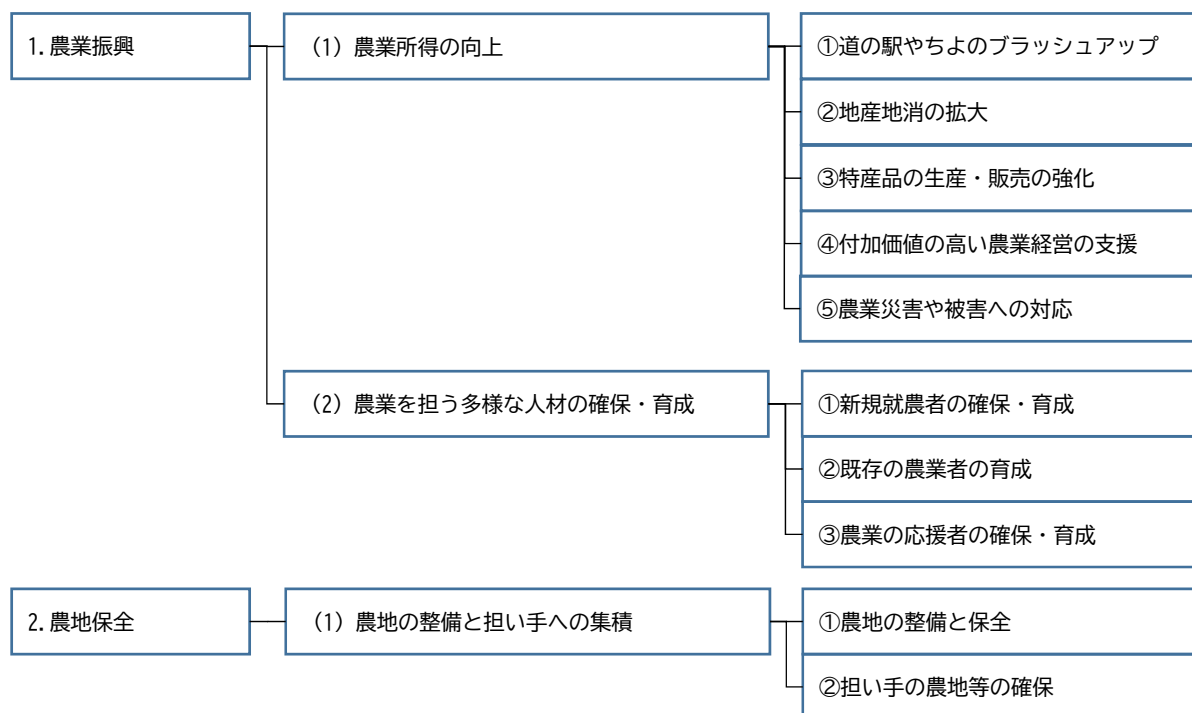 1.農業振興
(1) 農業所得の向上
①道の駅やちよのブラッシュアップ
②地産地消の拡大
③特産品の生産・販売の強化
④付加価値の高い農業経営の支援
⑤農業災害や被害への対応
(2) 農業を担う多様な人材の確保・育成
①新規就農者の確保・育成
②既存の農業者の育成
③農業の応援者の確保・育成
2.農地保全
(1) 農地の整備と担い手への集積
①農地の整備と保全
②担い手の農地等の確保